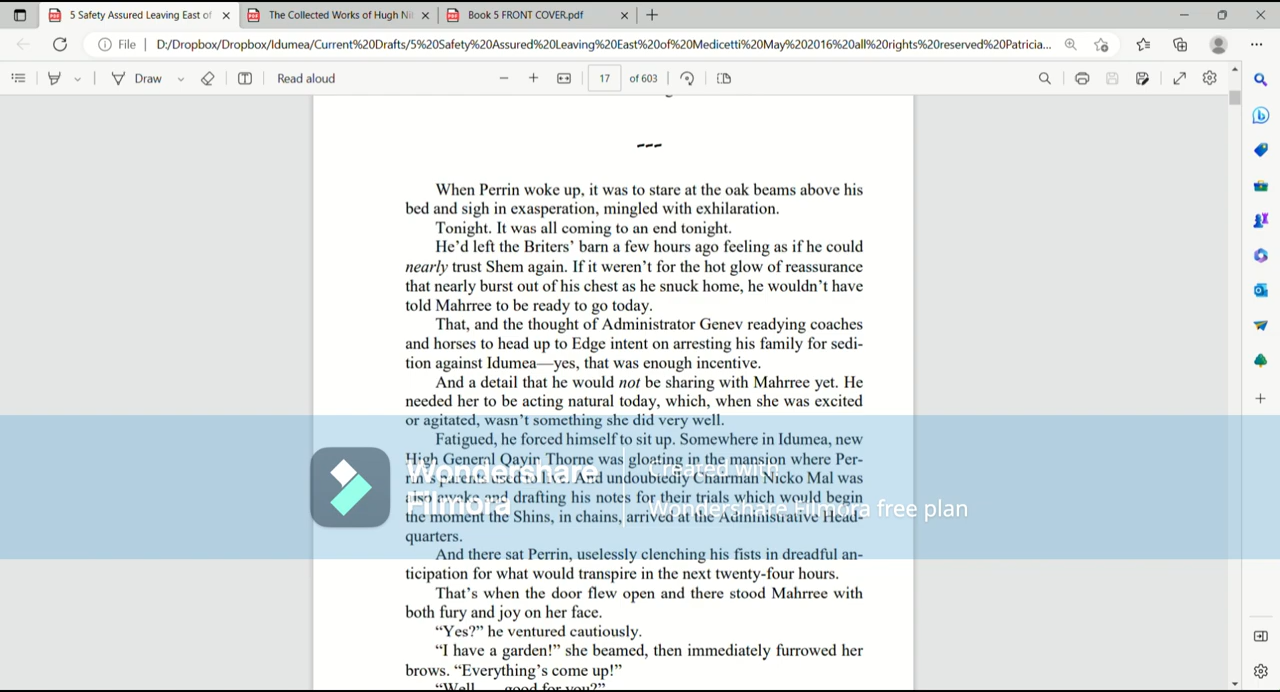 5 Safety Assured Leaving East of
The Collected Works of Hugh Ni
Book 5 FRONT COVER.pdf
File
D:/Dropbox/Dropbox/Idumea/Current%20Drafts/5%20Safety%20Assured%20Leaving%20East%20of%20Medicetti%20May%202016%20all%20rights%20reserved%20Patricia...
Draw
Read aloud
17 of 603
---
When Perrin woke up, it was to stare at the oak beams above his
bed and sigh in exasperation, mingled with exhilaration.
Tonight. It was all coming to an end tonight.
He’d left the Briters’ barn a few hours ago feeling as if he could
nearly trust Shem again. If it weren’t for the hot glow of reassurance
that nearly burst out of his chest as he snuck home, he wouldn’t have
told Mahrree to be ready to go today.
That, and the thought of Administrator Genev readying coaches
and horses to head up to Edge intent on arresting his family for sedi-
tion against Idumea—yes, that was enough incentive.
And a detail that he would not be sharing with Mahrree yet. He
needed her to be acting natural today, which, when she was excited
or agitated, wasn’t something she did very well.
Fatigued, he forced himself to sit up. Somewhere in Idumea, new
High General Qayin Thorne was gloating in the mansion where Per-
rin’s parents used to live. And undoubtedly Chairman Nicko Mal was
also awake and drafting his notes for their trials which would begin
the moment the Shins, in chains, arrived at the Administrative Head-
quarters.
And there sat Perrin, uselessly clenching his fists in dreadful an-
ticipation for what would transpire in the next twenty-four hours.
That’s when the door flew open and there stood Mahrree with
both fury and joy on her face.
“Yes?” he ventured cautiously.
“I have a garden!” she beamed, then immediately furrowed her
brows. “Everything’s come up!”
“Well . . . good for you?”
Wondershare
Filmora
Created with
Wondershare Filmora free plan